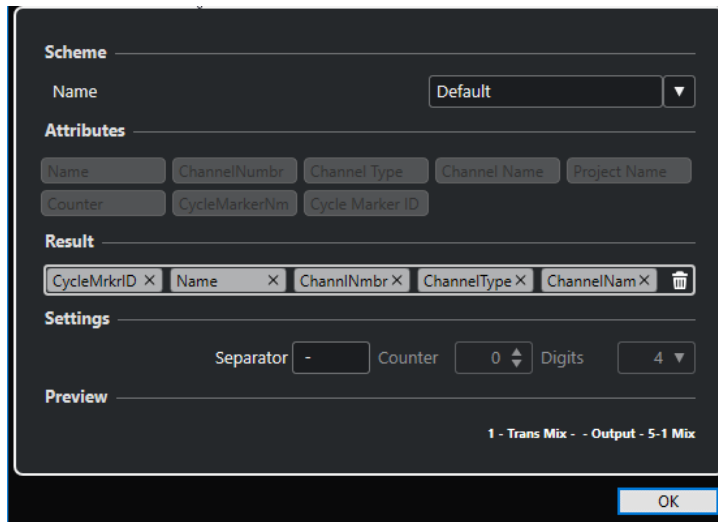 Scheme
Name Default
Attributes
Name ChannelNumbr Channel Type Channel Name Project Name
Counter CycleMarkerNm Cycle Marker ID
Result
CycleMrkrID × Name × ChannlNmbr × ChannelType × ChannelNam ×
Settings
Separator - Counter 0 Digits 4
Preview
1 - Trans Mix - - Output - 5-1 Mix
OK